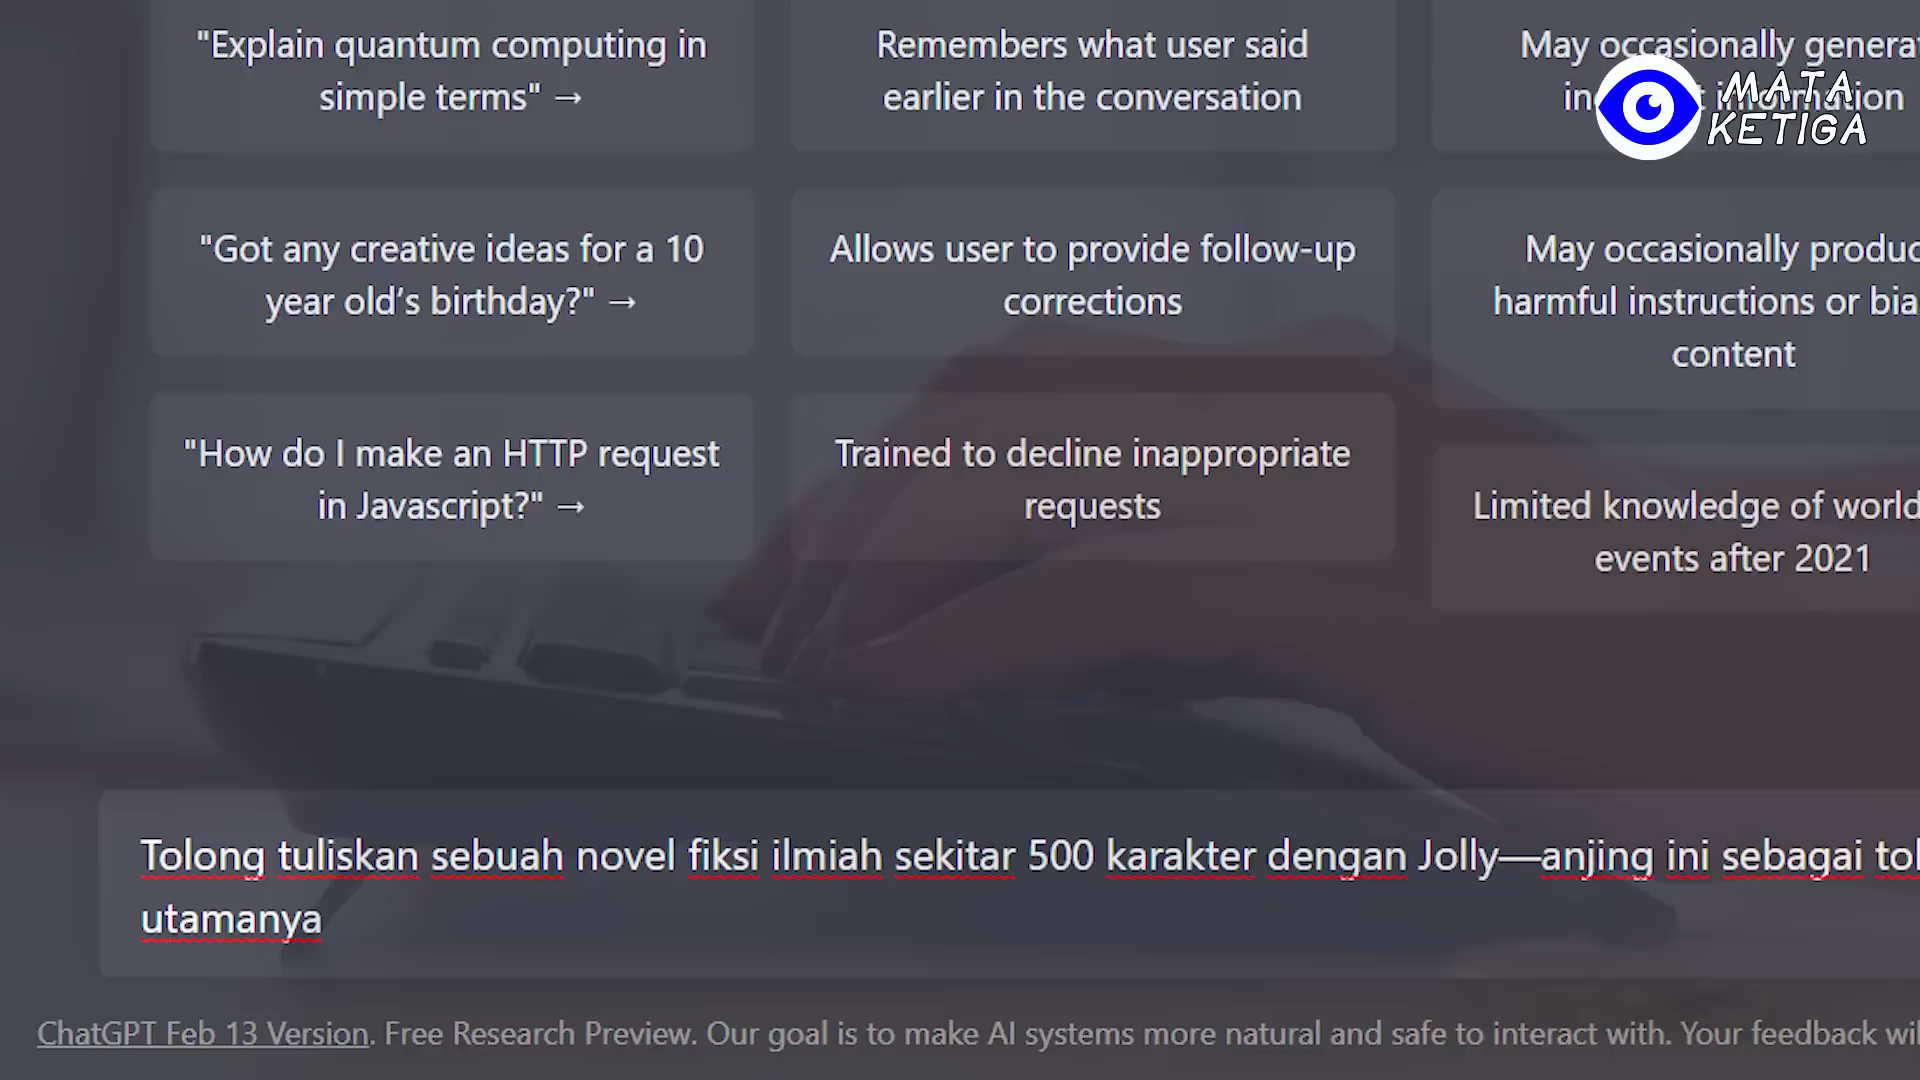 "Explain quantum computing in
simple terms" →
Remembers what user said
earlier in the conversation
May occasionally
information
MATA
KETIGA
"Got any creative ideas for a 10
year old's birthday?" →
Allows user to provide follow-up
corrections
May occasionally
harmful instructions or
content
"How do I make an HTTP request
in Javascript?" →
Trained to decline inappropriate
requests
Limited knowledge of world
events after 2021
Tolong tuliskan sebuah novel fiksi ilmiah sekitar 500 karakter dengan Jolly—anjing ini sebagai
utamanya
ChatGPT Feb 13 Version. Free Research Preview. Our goal is to make AI systems more natural and safe to interact with. Your feedback